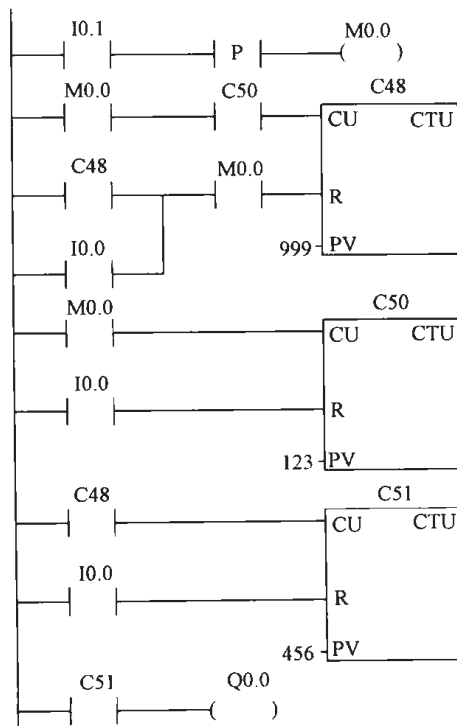 I0.1
P
M0.0
M0.0
C50
C48
CU CTU
C48
M0.0
R
I0.0
999
PV
M0.0
C50
CU CTU
I0.0
R
123
PV
C48
C51
CU CTU
I0.0
R
456
PV
C51
Q0.0